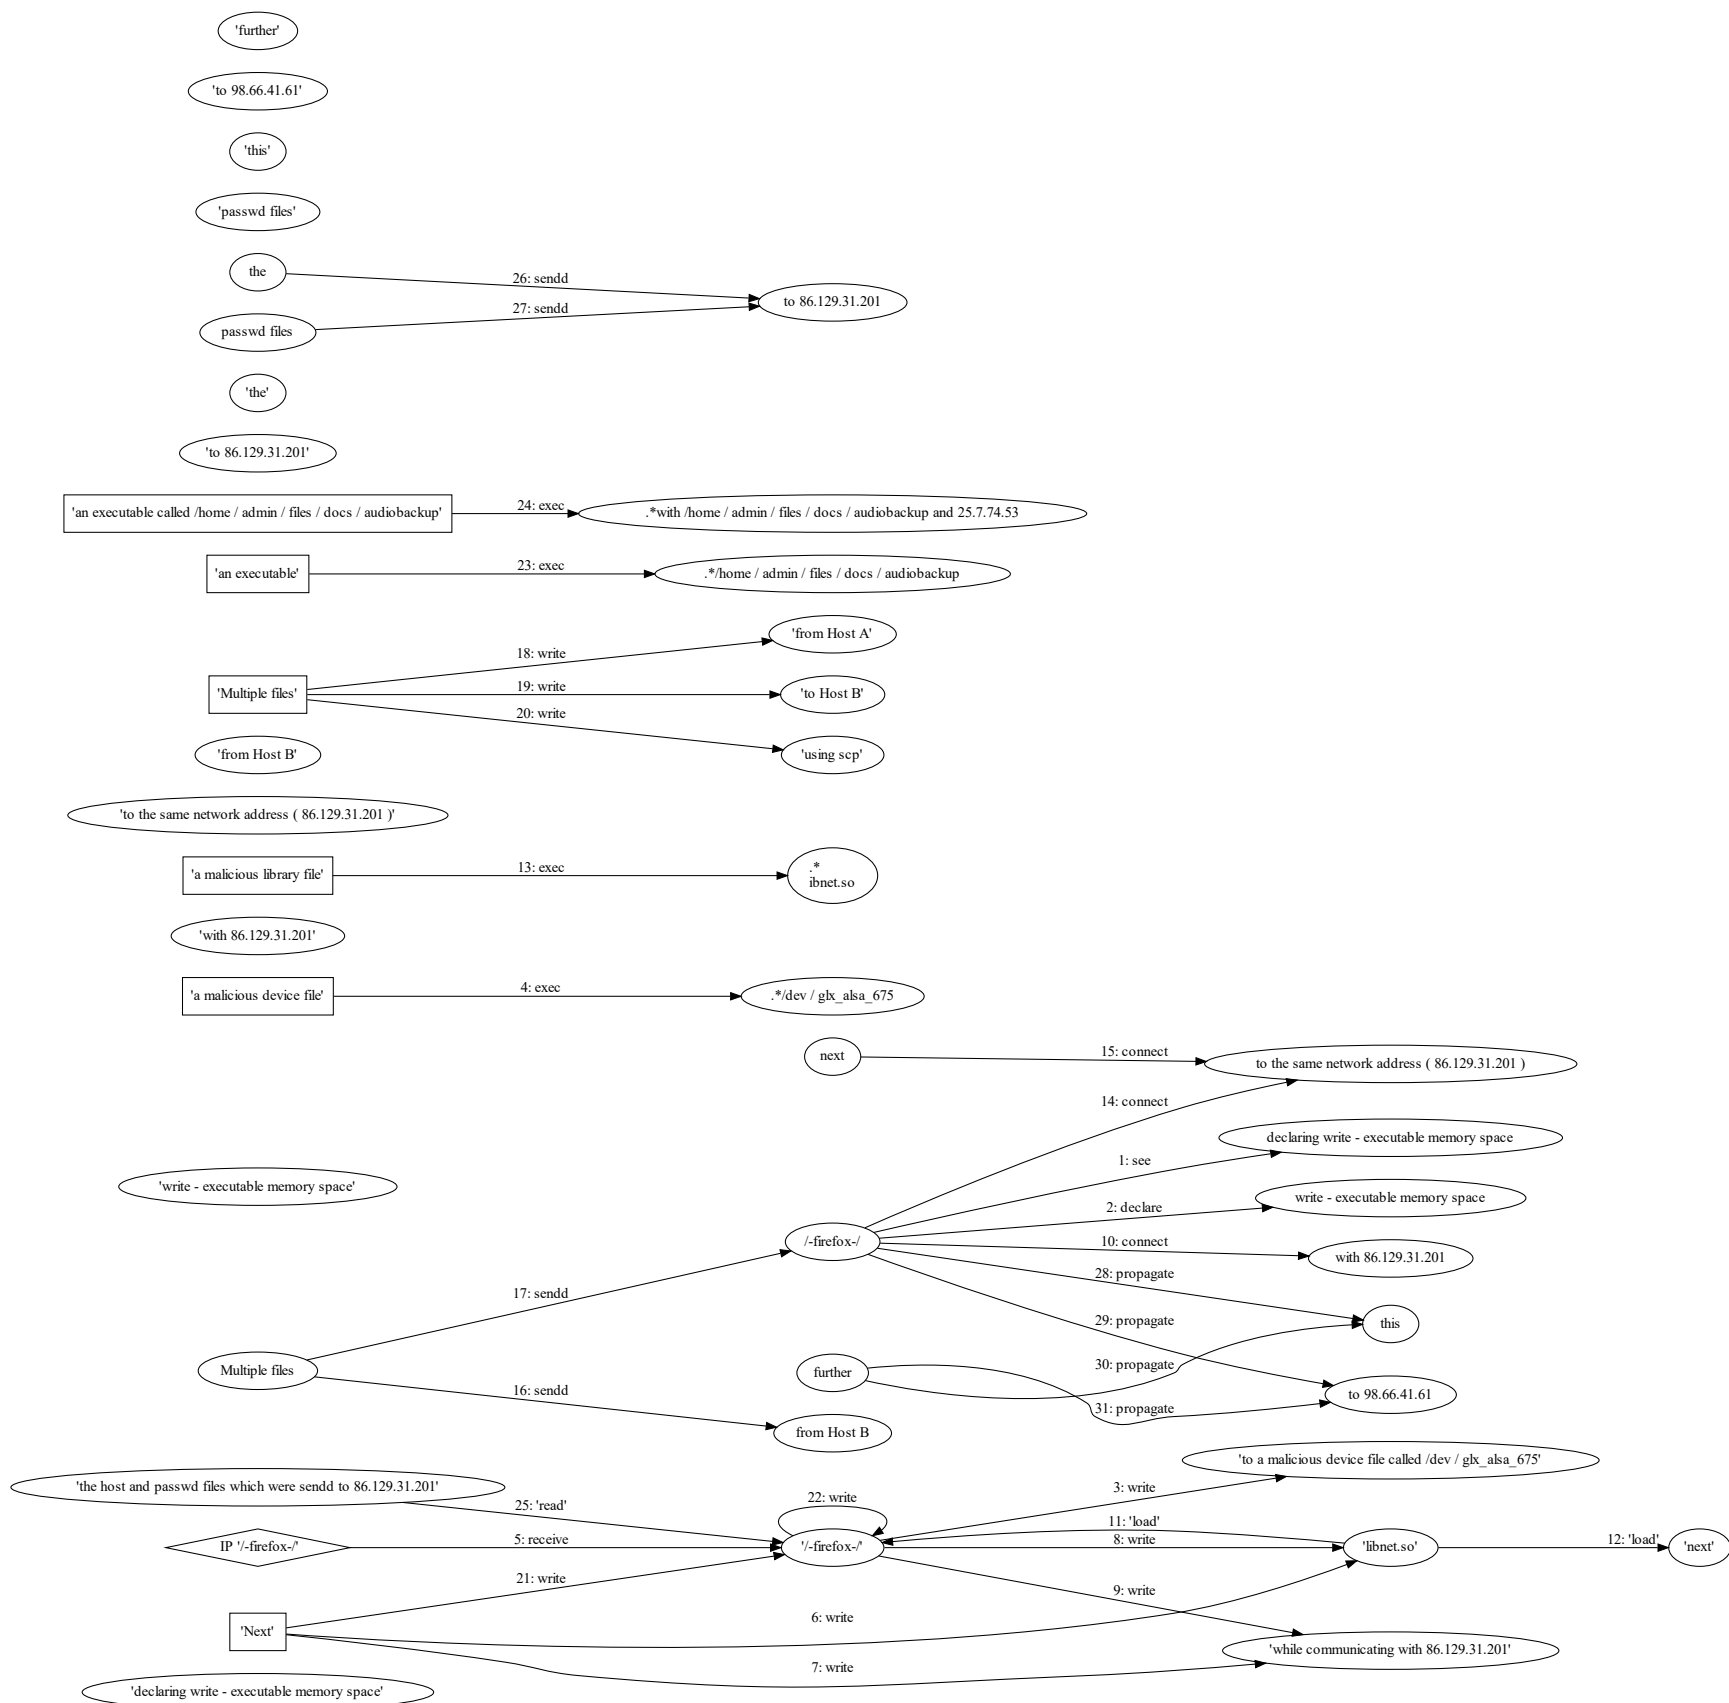 'further'
'to 98.66.41.61'
'this'
'passwd files'
the
26: sendd
to 86.129.31.201
27: sendd
passwd files
'the'
'to 86.129.31.201'
'an executable called /home / admin / files / docs / audiobackup'
24: exec
.*with /home / admin / files / docs / audiobackup and 25.7.74.53
'an executable'
23: exec
.*/home / admin / files / docs / audiobackup
'from Host A'
18: write
'Multiple files'
19: write
'to Host B'
20: write
'from Host B'
'using scp'
'to the same network address ( 86.129.31.201 )'
'a malicious library file'
13: exec
.*
ibnet.so
'with 86.129.31.201'
'a malicious device file'
4: exec
.*/dev / glx_alsa_675
next
15: connect
to the same network address ( 86.129.31.201 )
14: connect
declaring write - executable memory space
1: see
'write - executable memory space'
write - executable memory space
2: declare
/-firefox-/
10: connect
with 86.129.31.201
28: propagate
17: sendd
29: propagate
this
Multiple files
further
30: propagate
16: sendd
31: propagate
to 98.66.41.61
from Host B
'to a malicious device file called /dev / glx_alsa_675'
'the host and passwd files which were sendd to 86.129.31.201'
3: write
22: write
25: 'read'
11: 'load'
IP '/-firefox-/'
5: receive
'/-firefox-/'
8: write
'libnet.so'
12: 'load'
'next'
21: write
9: write
6: write
'Next'
'while communicating with 86.129.31.201'
7: write
'declaring write - executable memory space'